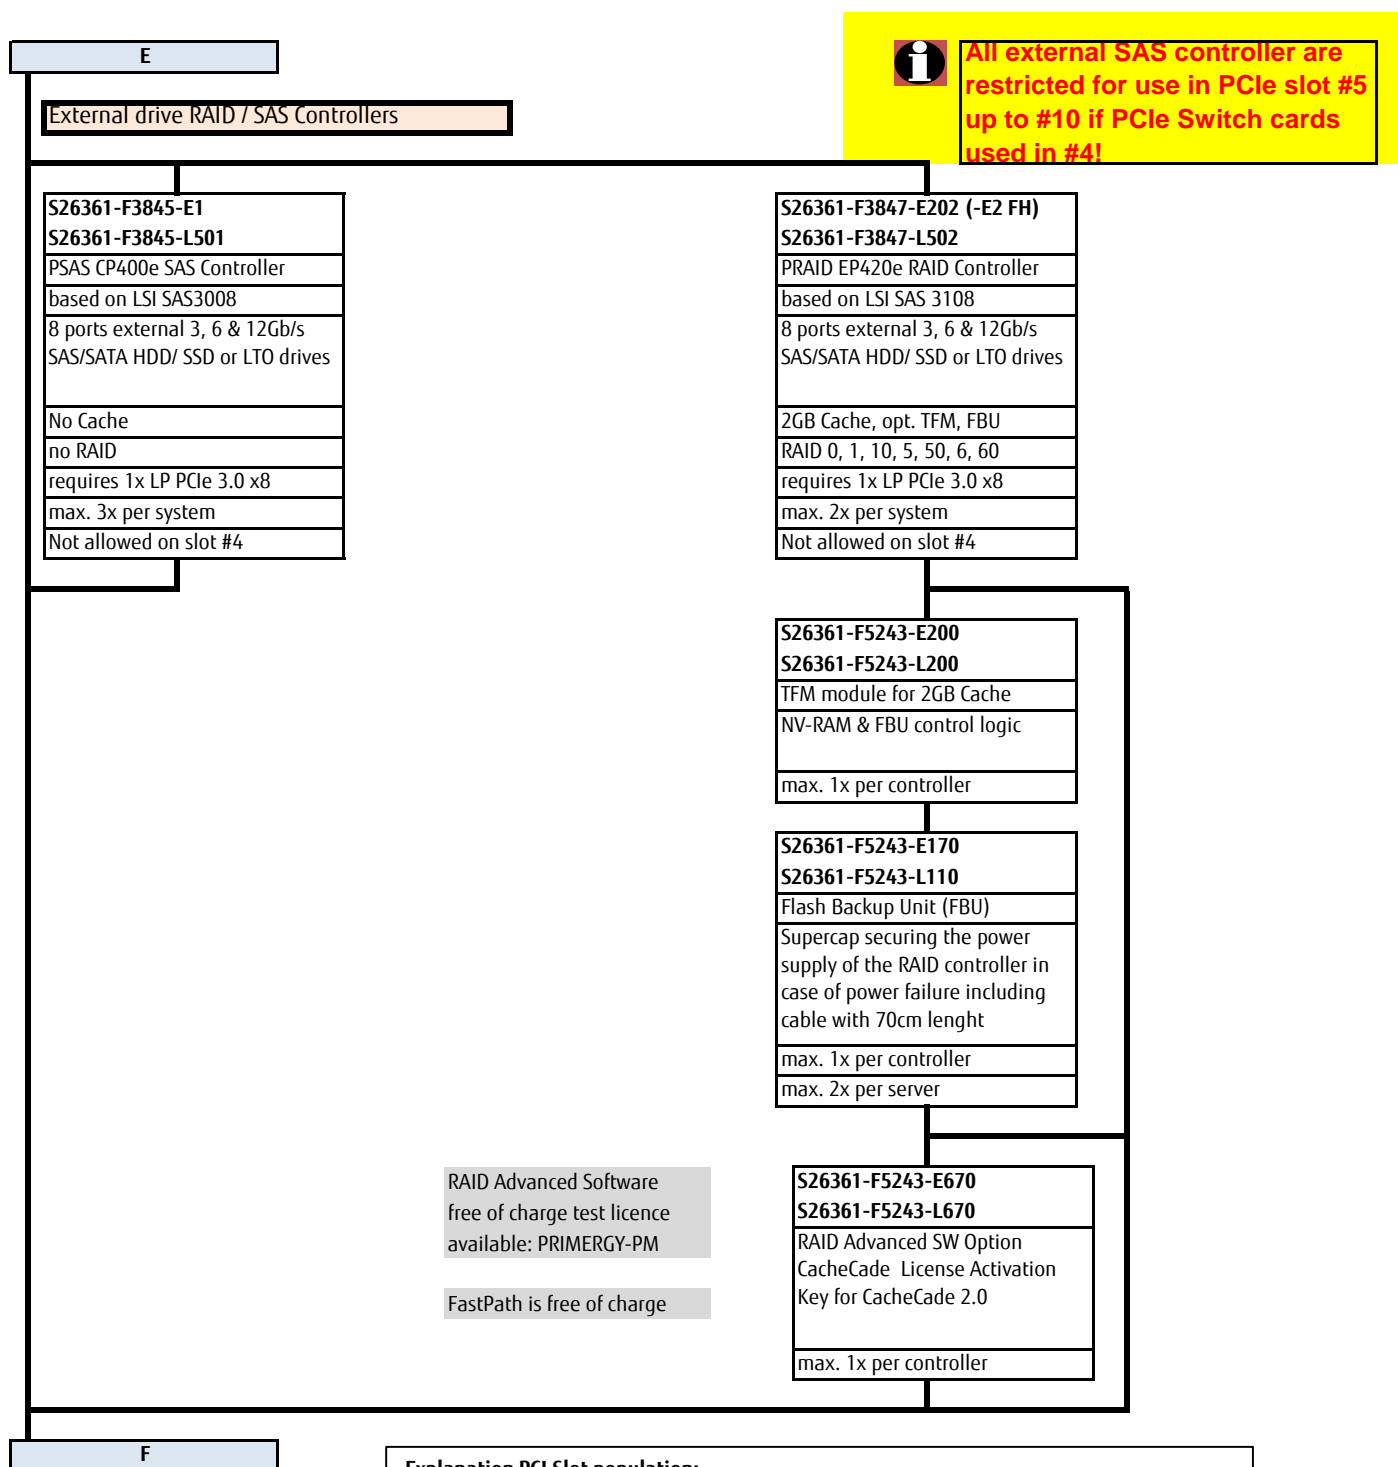 E
All external SAS controller are
restricted for use in PCIe slot #5
up to #10 if PCIe Switch cards
used in #4!
External drive RAID / SAS Controllers
S26361-F3845-E1
S26361-F3845-L501
PSAS CP400e SAS Controller
based on LSI SAS3008
8 ports external 3, 6 & 12Gb/s
SAS/SATA HDD/ SSD or LTO drives
No Cache
no RAID
requires 1x LP PCIe 3.0 x8
max. 3x per system
Not allowed on slot #4
S26361-F3847-E202 (-E2 FH)
S26361-F3847-L502
PRAID EP420e RAID Controller
based on LSI SAS 3108
8 ports external 3, 6 & 12Gb/s
SAS/SATA HDD/ SSD or LTO drives
2GB Cache, opt. TFM, FBU
RAID 0, 1, 10, 5, 50, 6, 60
requires 1x LP PCIe 3.0 x8
max. 2x per system
Not allowed on slot #4
S26361-F5243-E200
S26361-F5243-L200
TFM module for 2GB Cache
NV-RAM & FBU control logic
max. 1x per controller
S26361-F5243-E170
S26361-F5243-L110
Flash Backup Unit (FBU)
Supercap securing the power
supply of the RAID controller in
case of power failure including
cable with 70cm lenght
max. 1x per controller
max. 2x per server
RAID Advanced Software
free of charge test licence
available: PRIMERGY-PM
FastPath is free of charge
S26361-F5243-E670
S26361-F5243-L670
RAID Advanced SW Option
CacheCade  License Activation
Key for CacheCade 2.0
max. 1x per controller
F
Explanation PCI Slot population: